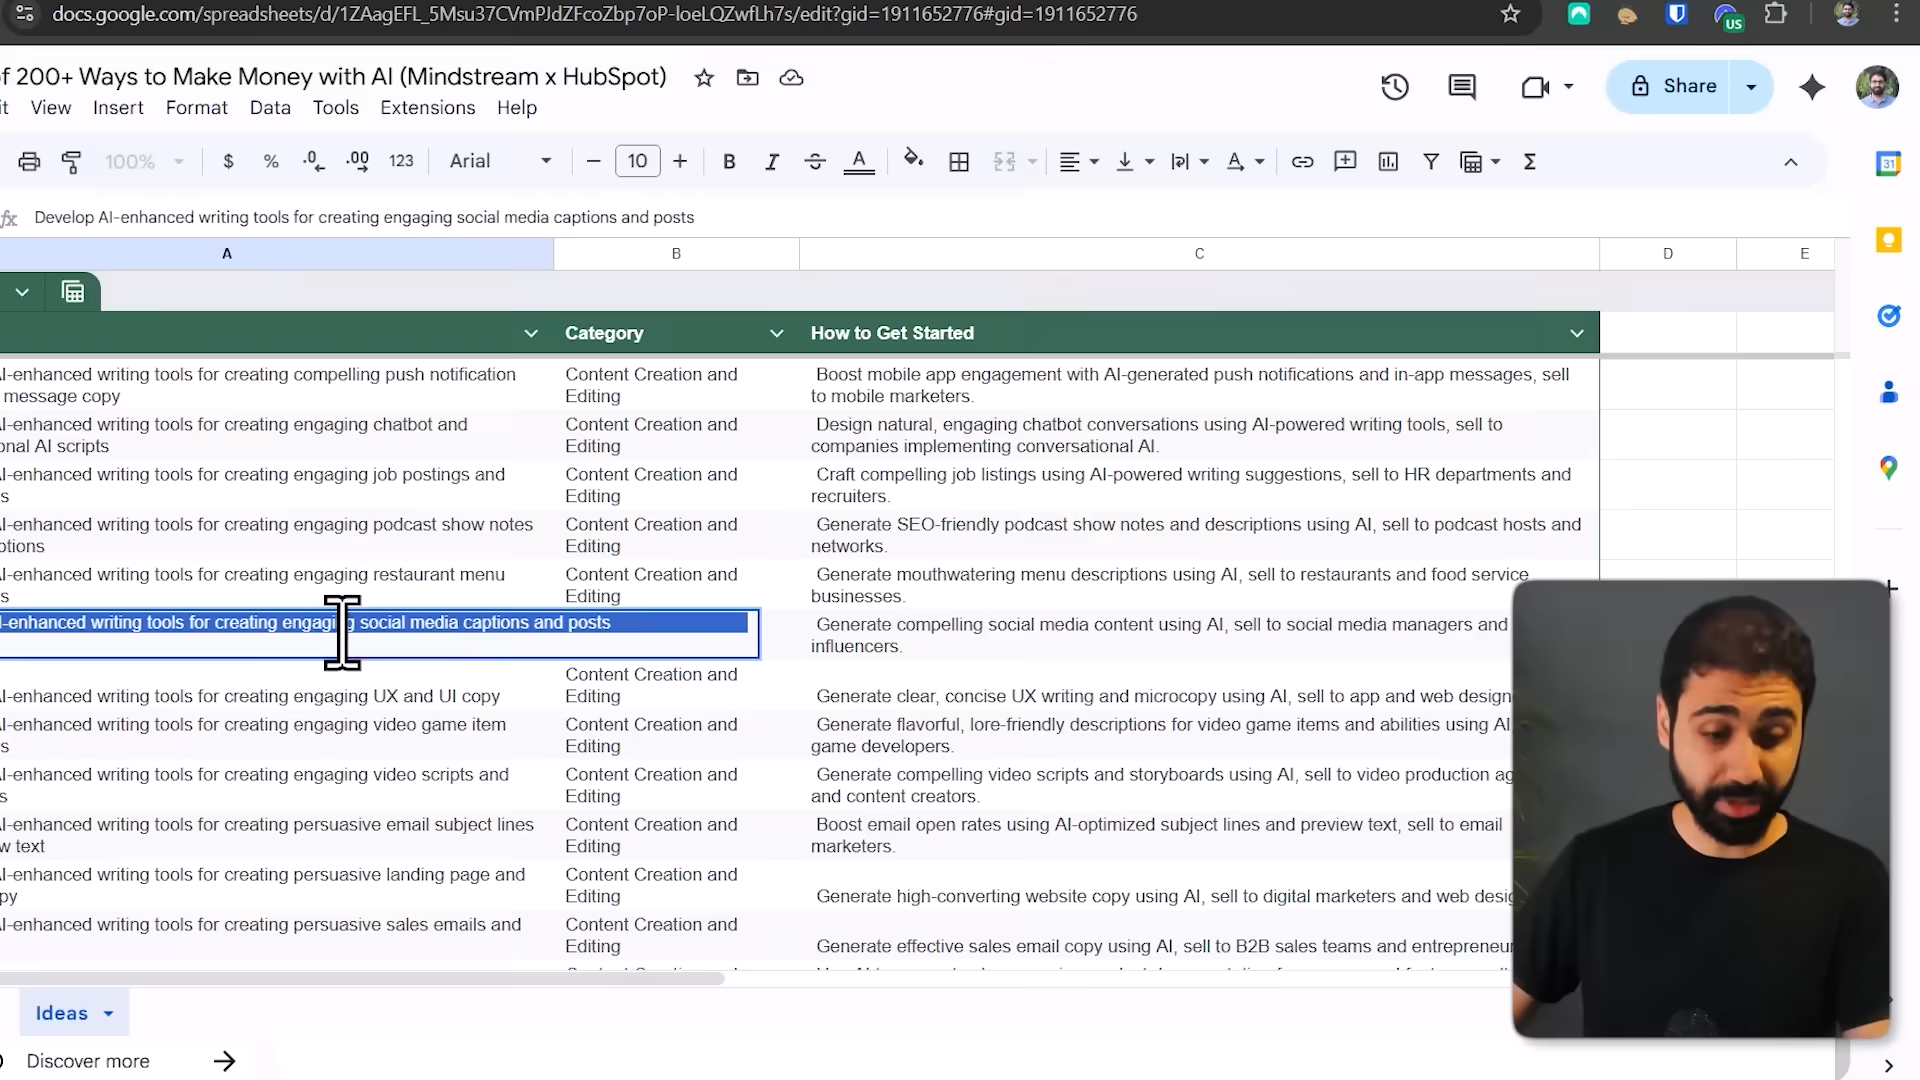 docs.google.com/spreadsheets/d/1ZAagEFL_5Msu37CVmPJdZFcoZbp7oP-loeLQZwfLh7s/edit?gid=1911652776#gid=1911652776
US
of 200+ Ways to Make Money with AI (Mindstream x HubSpot)
View Insert Format Data Tools Extensions Help
Share
100% $ % .0 .00 123 Arial 10 B I S A
31
fx Develop AI-enhanced writing tools for creating engaging social media captions and posts
A B C D E
Category How to Get Started
AI-enhanced writing tools for creating compelling push notification
message copy
Content Creation and
Editing
Boost mobile app engagement with AI-generated push notifications and in-app messages, sell
to mobile marketers.
AI-enhanced writing tools for creating engaging chatbot and
onal AI scripts
Content Creation and
Editing
Design natural, engaging chatbot conversations using AI-powered writing tools, sell to
companies implementing conversational AI.
AI-enhanced writing tools for creating engaging job postings and
s
Content Creation and
Editing
Craft compelling job listings using AI-powered writing suggestions, sell to HR departments and
recruiters.
AI-enhanced writing tools for creating engaging podcast show notes
ptions
Content Creation and
Editing
Generate SEO-friendly podcast show notes and descriptions using AI, sell to podcast hosts and
networks.
AI-enhanced writing tools for creating engaging restaurant menu
s
Content Creation and
Editing
Generate mouthwatering menu descriptions using AI, sell to restaurants and food service
businesses.
I-enhanced writing tools for creating engaging social media captions and posts
Generate compelling social media content using AI, sell to social media managers and
influencers.
AI-enhanced writing tools for creating engaging UX and UI copy
Content Creation and
Editing
Generate clear, concise UX writing and microcopy using AI, sell to app and web design
AI-enhanced writing tools for creating engaging video game item
s
Content Creation and
Editing
Generate flavorful, lore-friendly descriptions for video game items and abilities using AI
game developers.
AI-enhanced writing tools for creating engaging video scripts and
s
Content Creation and
Editing
Generate compelling video scripts and storyboards using AI, sell to video production ag
and content creators.
AI-enhanced writing tools for creating persuasive email subject lines
w text
Content Creation and
Editing
Boost email open rates using AI-optimized subject lines and preview text, sell to email
marketers.
AI-enhanced writing tools for creating persuasive landing page and
py
Content Creation and
Editing
Generate high-converting website copy using AI, sell to digital marketers and web desig
AI-enhanced writing tools for creating persuasive sales emails and
Content Creation and
Editing
Generate effective sales email copy using AI, sell to B2B sales teams and entrepreneur
Ideas
Discover more